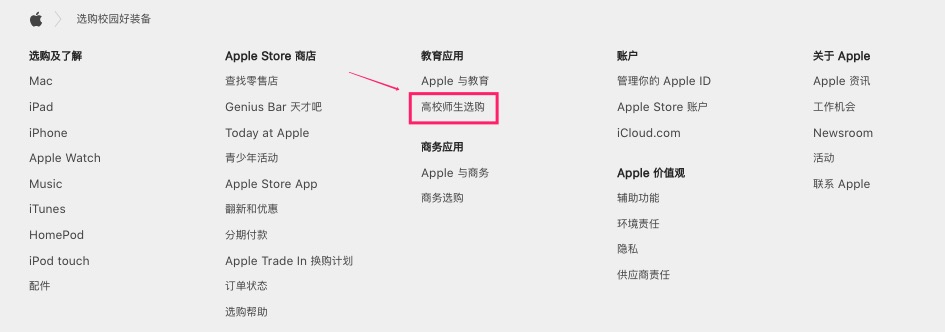 选购校园好装备
选购及了解
Mac
iPad
iPhone
Apple Watch
Music
iTunes
HomePod
iPod touch
配件
Apple Store 商店
查找零售店
Genius Bar 天才吧
Today at Apple
青少年活动
Apple Store App
翻新和优惠
分期付款
Apple Trade In 换购计划
订单状态
选购帮助
教育应用
Apple 与教育
高校师生选购
商务应用
Apple 与商务
商务选购
账户
管理你的 Apple ID
Apple Store 账户
iCloud.com
Apple 价值观
辅助功能
环境责任
隐私
供应商责任
关于 Apple
Apple 资讯
工作机会
Newsroom
活动
联系 Apple